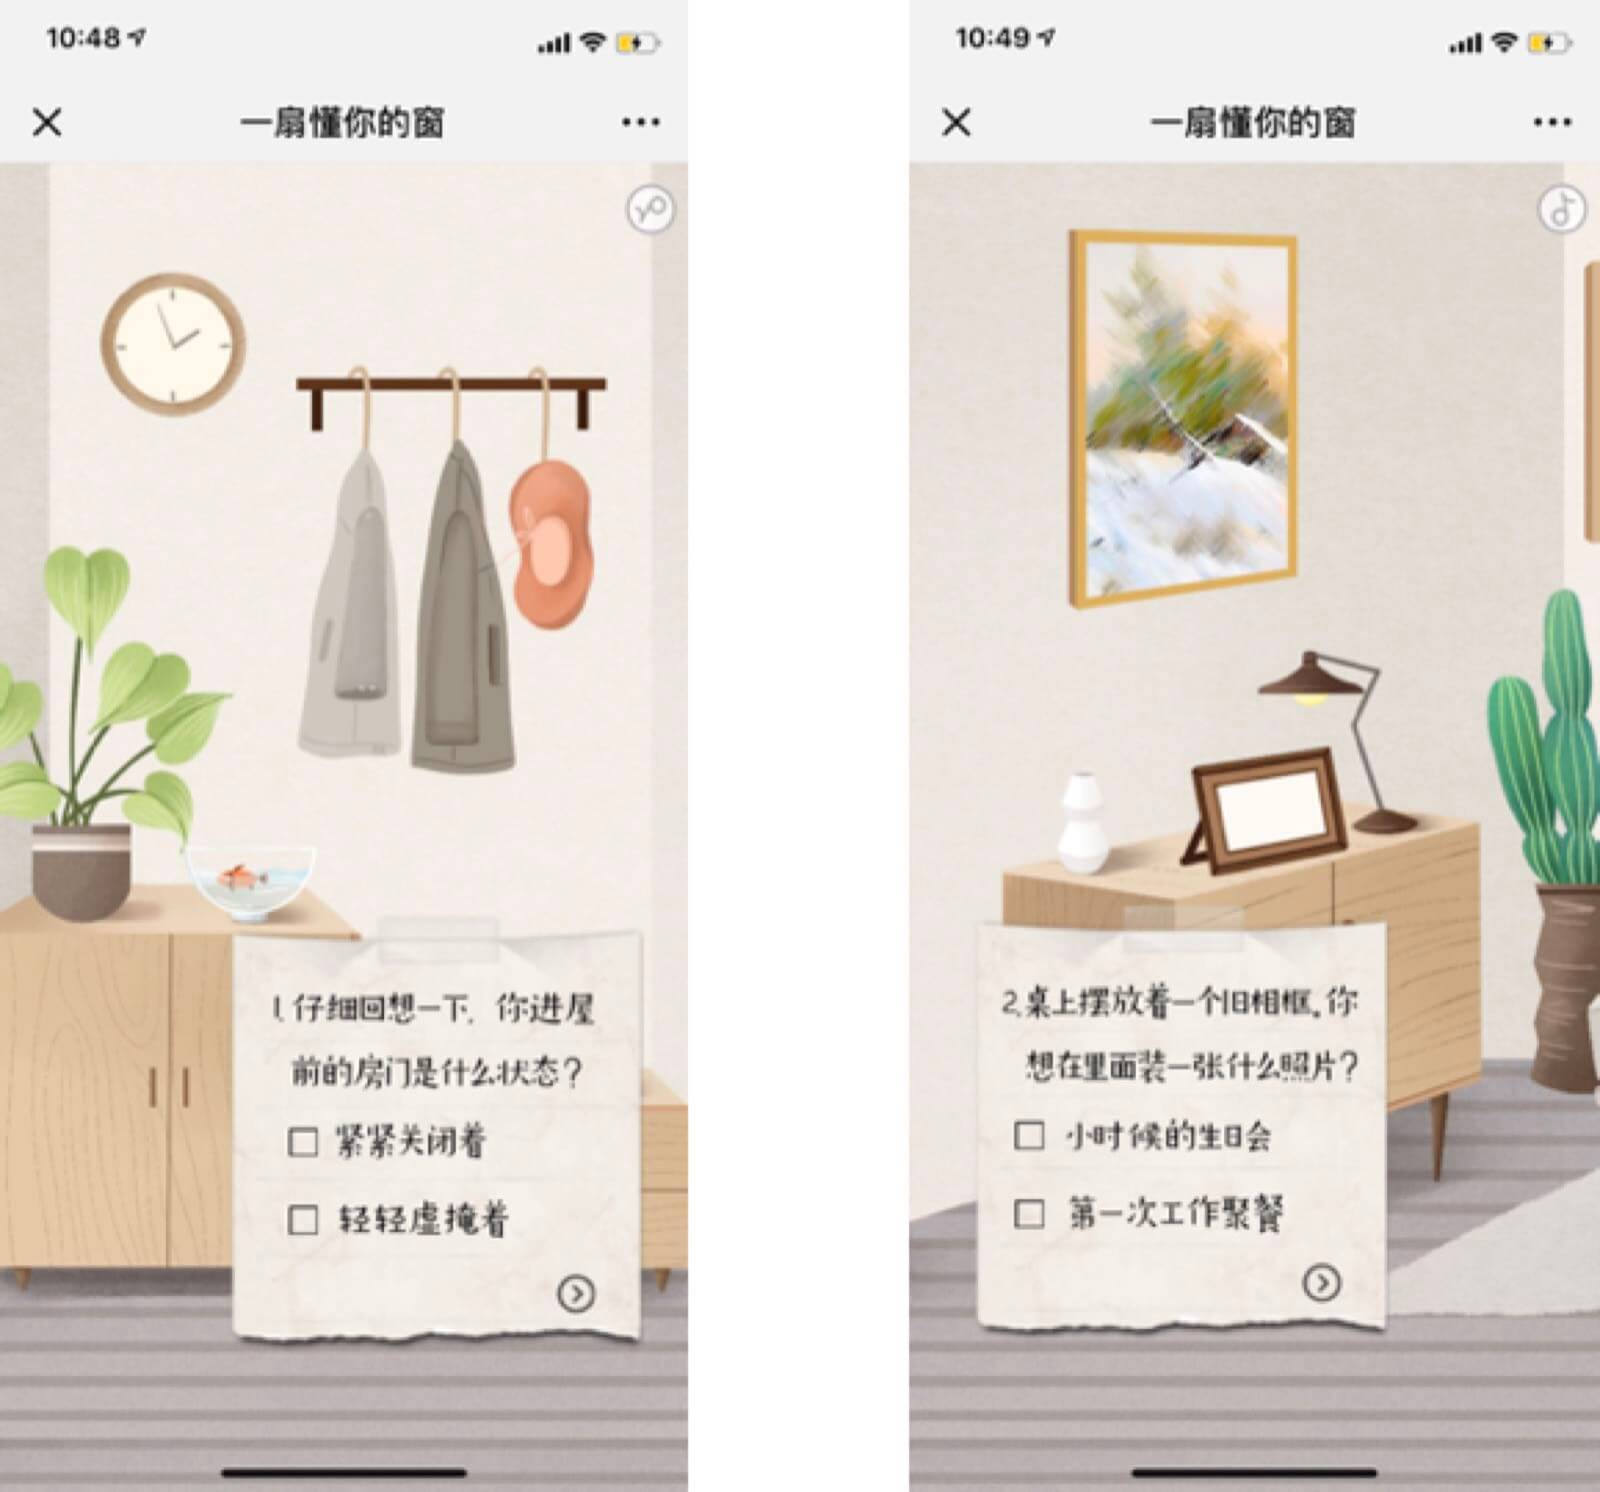 10:48
一扇懂你的窗
1.仔细回想一下，你进屋
前的房门是什么状态？
紧紧关闭着
轻轻虚掩着
10:49
一扇懂你的窗
2.桌上摆放着一个旧相框。你
想在里面装一张什么照片？
小时候的生日会
第一次工作聚餐